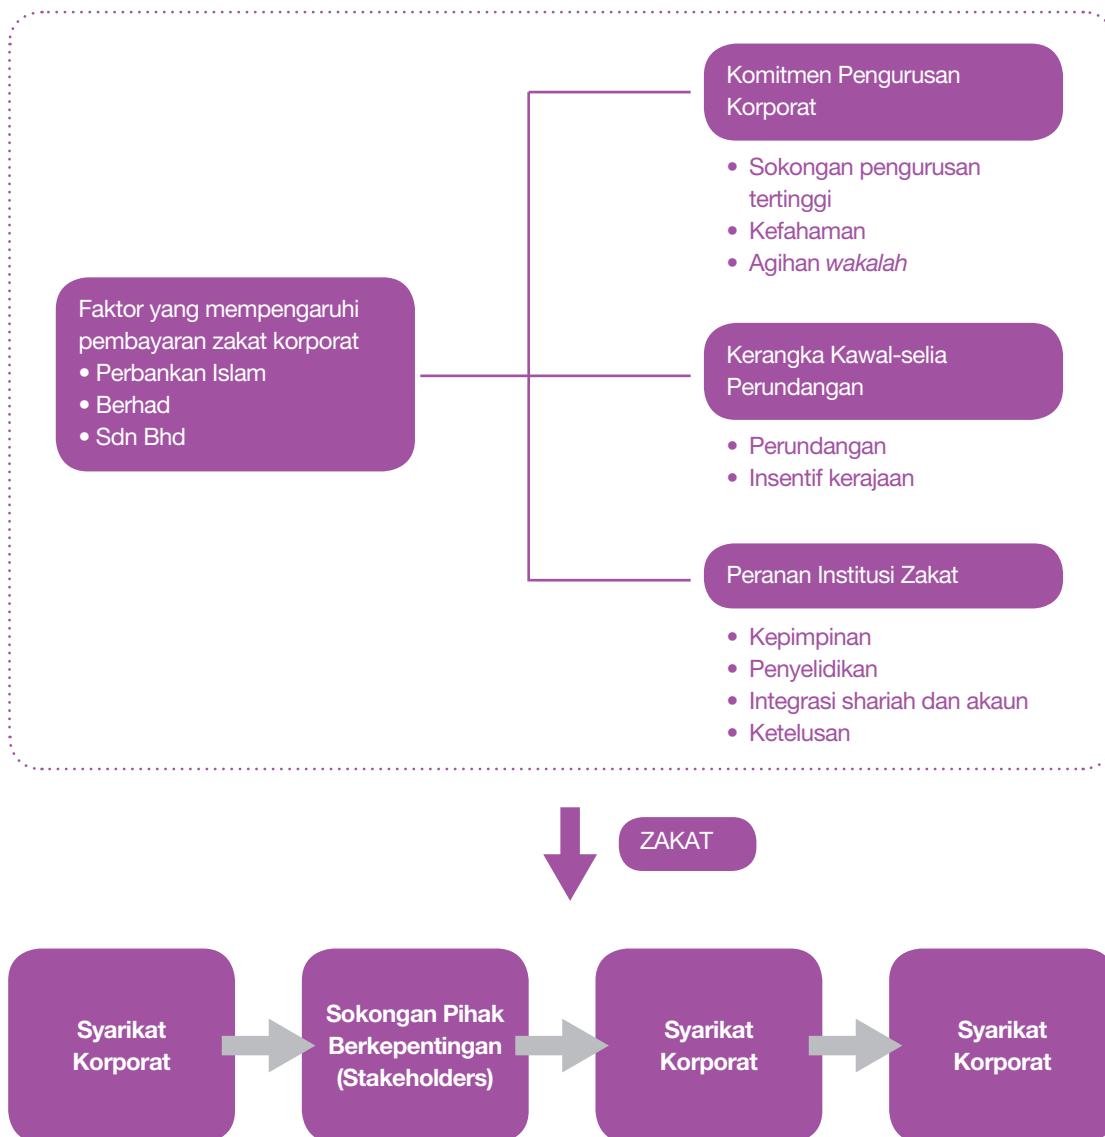 Komitmen Pengurusan
Korporat
• Sokongan pengurusan
tertinggi
• Kefahaman
• Agihan wakalah
Faktor yang mempengaruhi
pembayaran zakat korporat
• Perbankan Islam
• Berhad
• Sdn Bhd
Kerangka Kawal-selia
Perundangan
• Perundangan
• Insentif kerajaan
Peranan Institusi Zakat
• Kepimpinan
• Penyelidikan
• Integrasi shariah dan akaun
• Ketelusan
ZAKAT
Syarikat
Korporat
Sokongan Pihak
Berkepentingan
(Stakeholders)
Syarikat
Korporat
Syarikat
Korporat